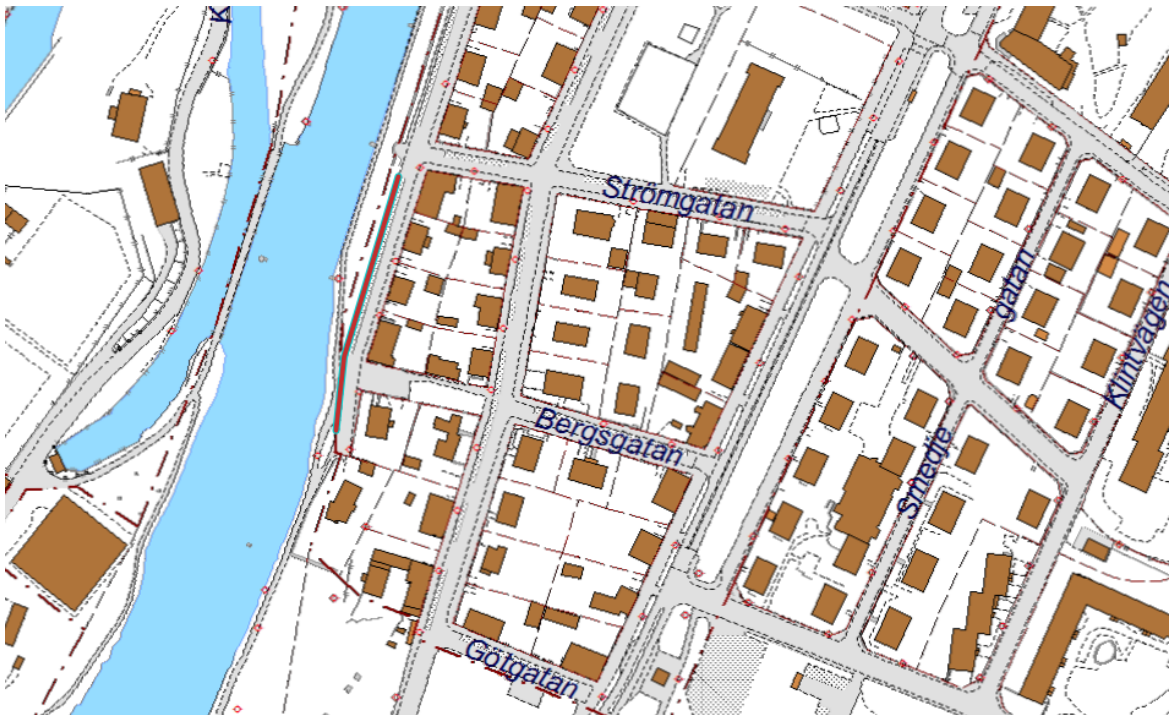 K
Strömgatan
gatan
Klintvägen
Bergsgatan
Smedje
Götgatan